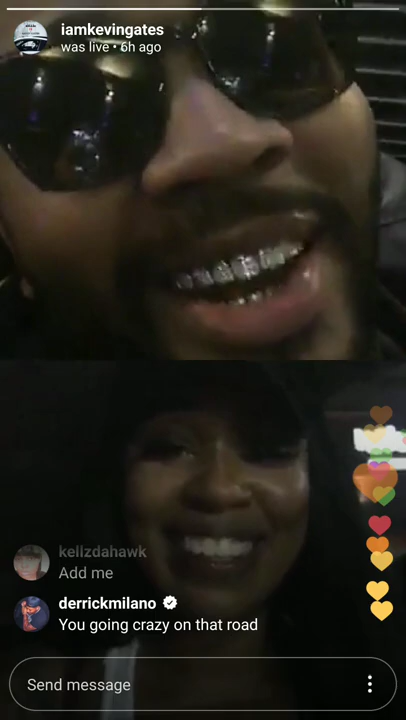 iamkevingates
was live • 6h ago
kellzdahawk
Add me
derrickmilano
You going crazy on that road
Send message